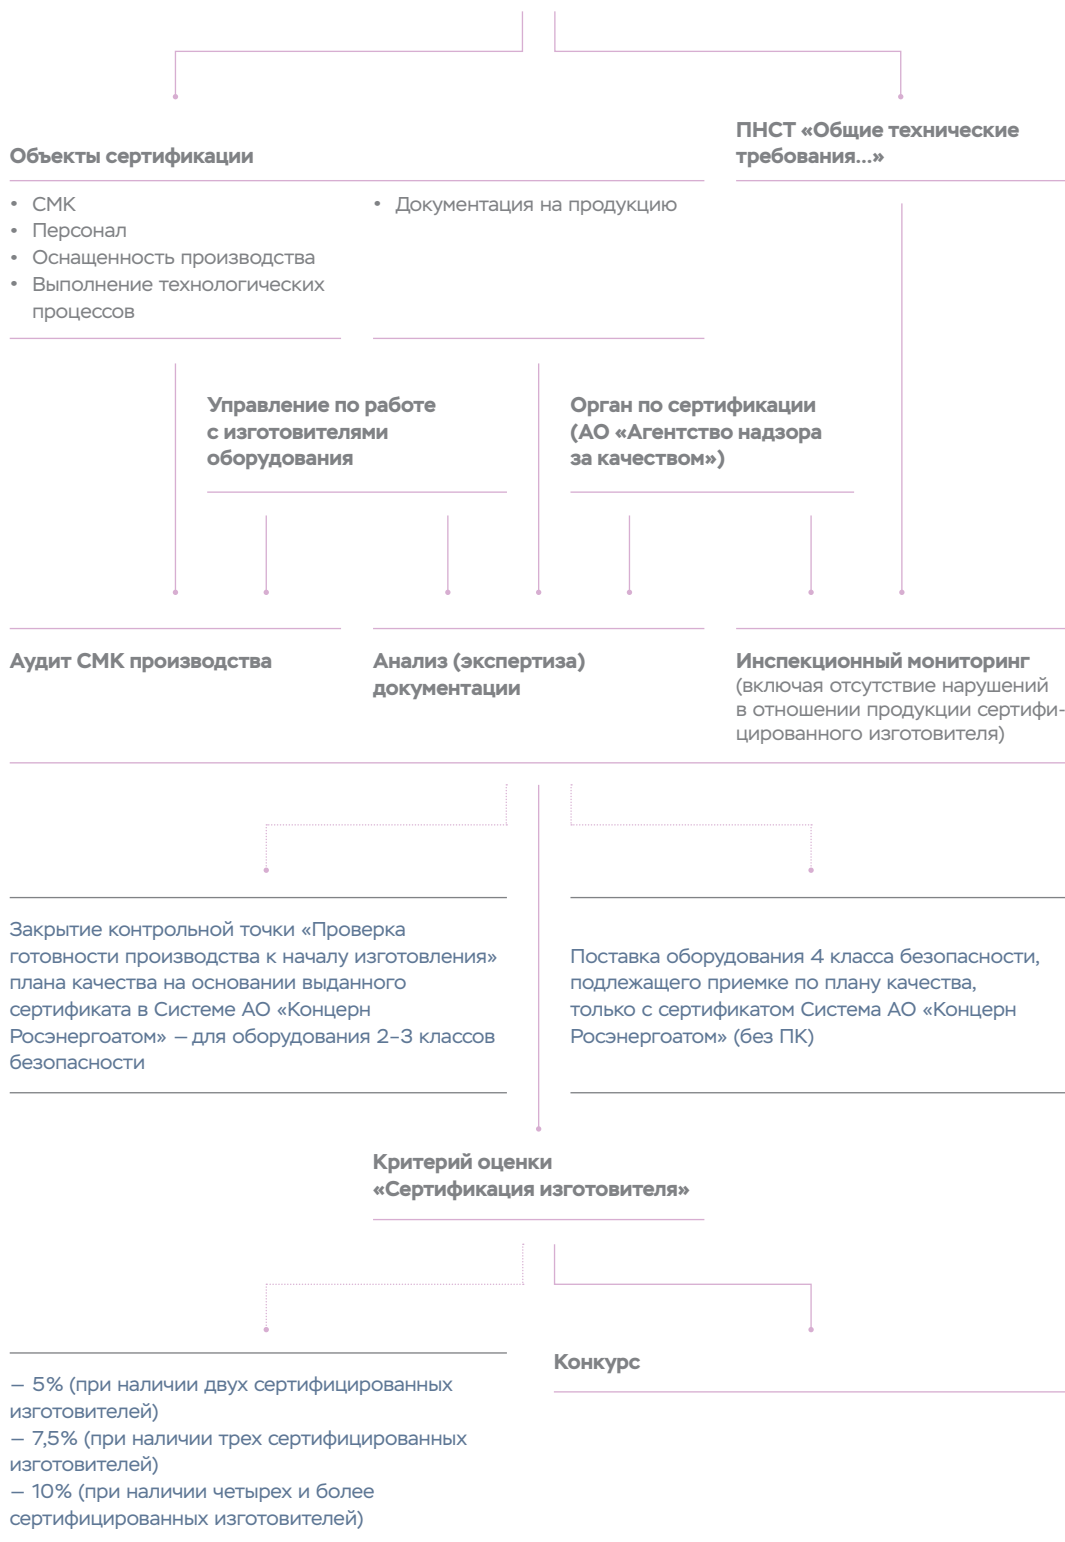 Объекты сертификации
ПНСТ «Общие технические
требования...»
• СМК
• Персонал
• Оснащенность производства
• Выполнение технологических
процессов
• Документация на продукцию
Управление по работе
с изготовителями
оборудования
Орган по сертификации
(АО «Агентство надзора
за качеством»)
Аудит СМК производства
Анализ (экспертиза)
документации
Инспекционный мониторинг
(включая отсутствие нарушений
в отношении продукции сертифи-
цированного изготовителя)
Закрытие контрольной точки «Проверка
готовности производства к началу изготовления»
плана качества на основании выданного
сертификата в Системе АО «Концерн
Росэнергоатом» — для оборудования 2–3 классов
безопасности
Поставка оборудования 4 класса безопасности,
подлежащего приемке по плану качества,
только с сертификатом Система АО «Концерн
Росэнергоатом» (без ПК)
Критерий оценки
«Сертификация изготовителя»
— 5% (при наличии двух сертифицированных
изготовителей)
— 7,5% (при наличии трех сертифицированных
изготовителей)
— 10% (при наличии четырех и более
сертифицированных изготовителей)
Конкурс